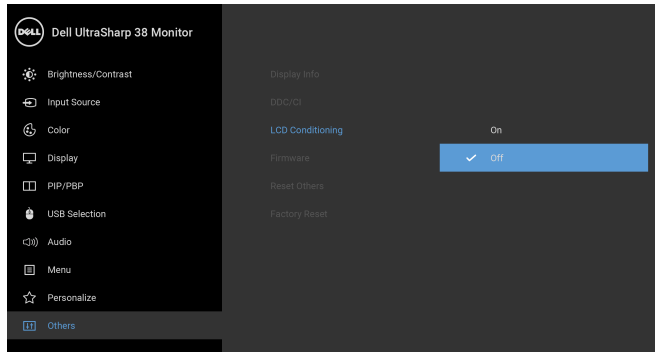 DELL Dell UltraSharp 38 Monitor
Brightness/Contrast
Input Source
Color
Display
PIP/PBP
USB Selection
Audio
Menu
Personalize
Others
Display Info
DDC/CI
LCD Conditioning
Firmware
Reset Others
Factory Reset
On
Off